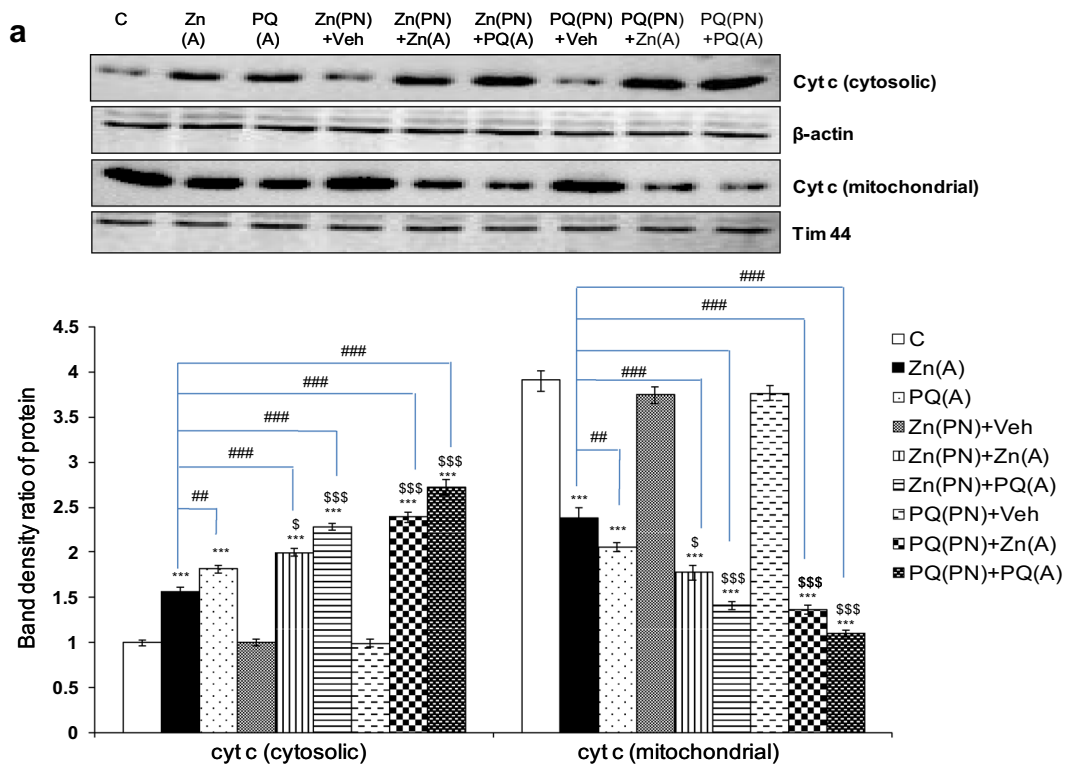 a
C Zn PQ Zn(PN) Zn(PN) Zn(PN) PQ(PN) PQ(PN) PQ(PN)
(A) (A) +Veh +Zn(A) +PQ(A) +Veh +Zn(A) +PQ(A)
Cyt c (cytosolic)
β-actin
Cyt c (mitochondrial)
Tim 44
###
###
###
###
##
###
###
###
##
***
***
$
***
$$$
***
$$$
***
$$$
***
***
***
$
***
$$$
***
$$$
***
$$$
***
Band density ratio of protein
4.5
4
3.5
3
2.5
2
1.5
1
0.5
0
cyt c (cytosolic) cyt c (mitochondrial)
C
Zn(A)
PQ(A)
Zn(PN)+Veh
Zn(PN)+Zn(A)
Zn(PN)+PQ(A)
PQ(PN)+Veh
PQ(PN)+Zn(A)
PQ(PN)+PQ(A)